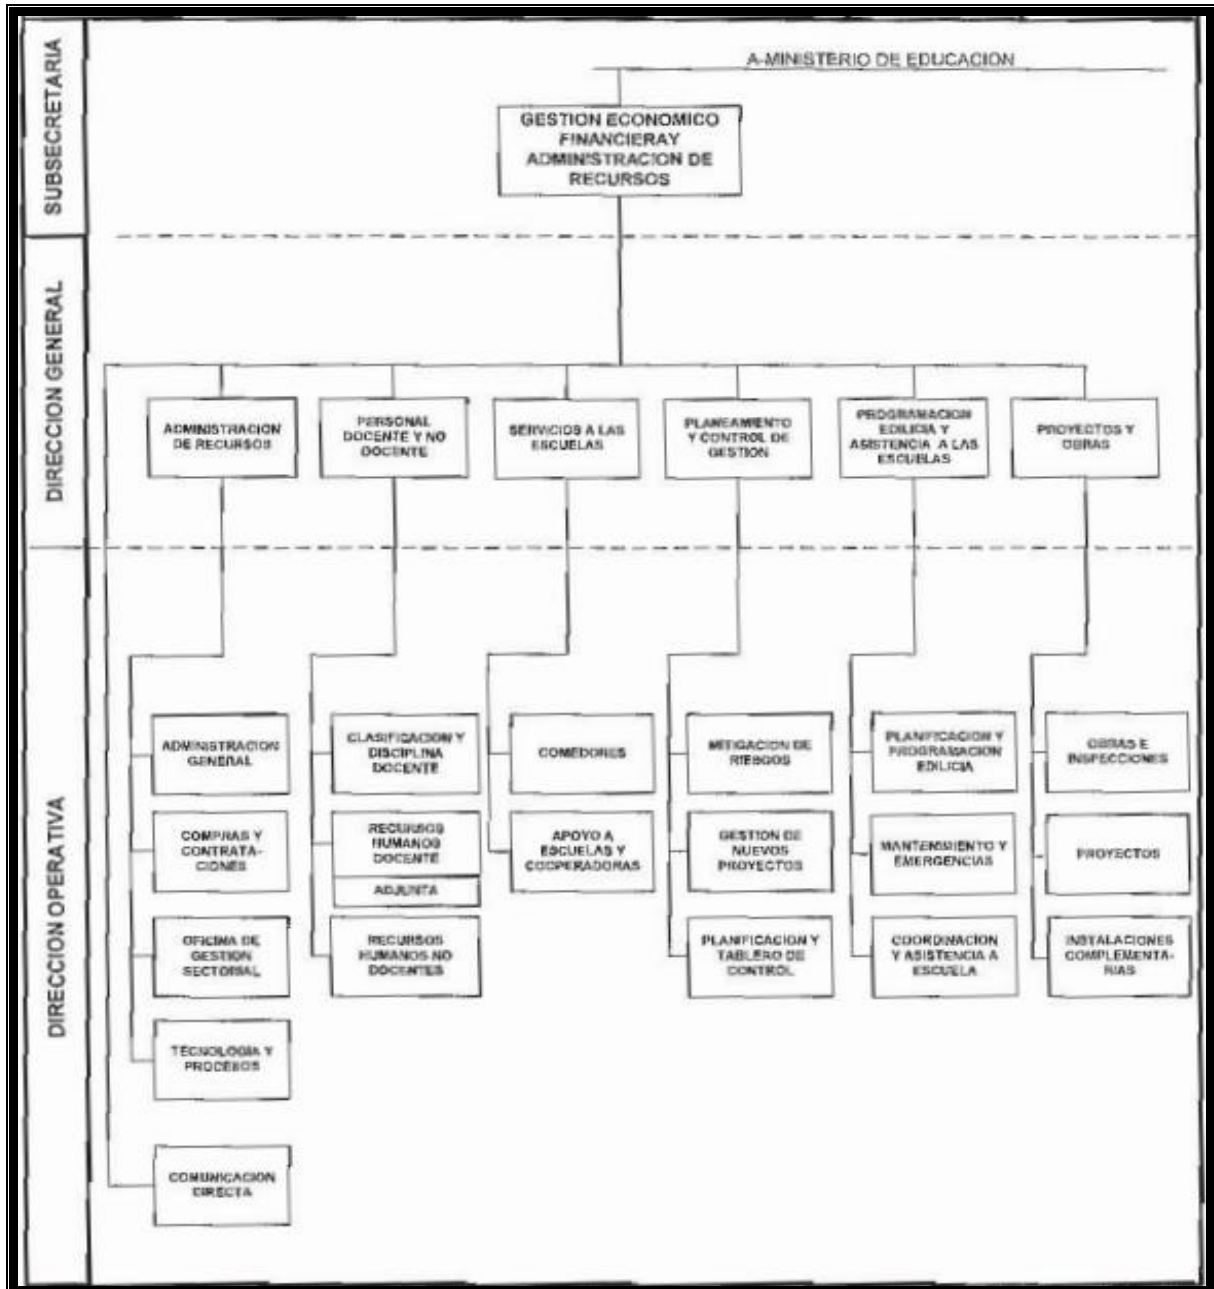 SUBSECRETARIA
A-MINISTERIO DE EDUCACION
GESTION ECONOMICO
FINANCIERAY
ADMINISTRACION DE
RECURSOS
DIRECCION GENERAL
ADMINISTRACION
DE RECURSOS
PERSONAL
DOCENTE Y NO
DOCENTE
SERVICIOS A LAS
ESCUELAS
PLANEAMIENTO
Y CONTROL DE
GESTION
PROGRAMACION
EDILICIA Y
ASISTENCIA A LAS
ESCUELAS
PROYECTOS Y
OBRAS
DIRECCION OPERATIVA
ADMINISTRACION
GENERAL
COMPRAS Y
CONTRATA-
CIONES
OFICINA DE
GESTION
SECTORIAL
TECNOLOGÍA Y
PROCESOS
COMUNICACION
DIRECTA
CLASIFICACION Y
DISCIPLINA
DOCENTE
RECURSOS
HUMANOS
DOCENTE
ADJUNTA
RECURSOS
HUMANOS NO
DOCENTES
COMEDORES
APOYO A
ESCUELAS Y
COOPERADORAS
MITIGACION DE
RIESGOS
GESTION DE
NUEVOS
PROYECTOS
PLANIFICACION Y
TABLERO DE
CONTROL
PLANIFICACION Y
PROGRAMACION
EDILICIA
MANTENIMIENTO Y
EMERGENCIAS
COORDINACION
Y ASISTENCIA A
ESCUELA
OBRAS E
INSPECCIONES
PROYECTOS
INSTALACIONES
COMPLEMENTA-
RIAS